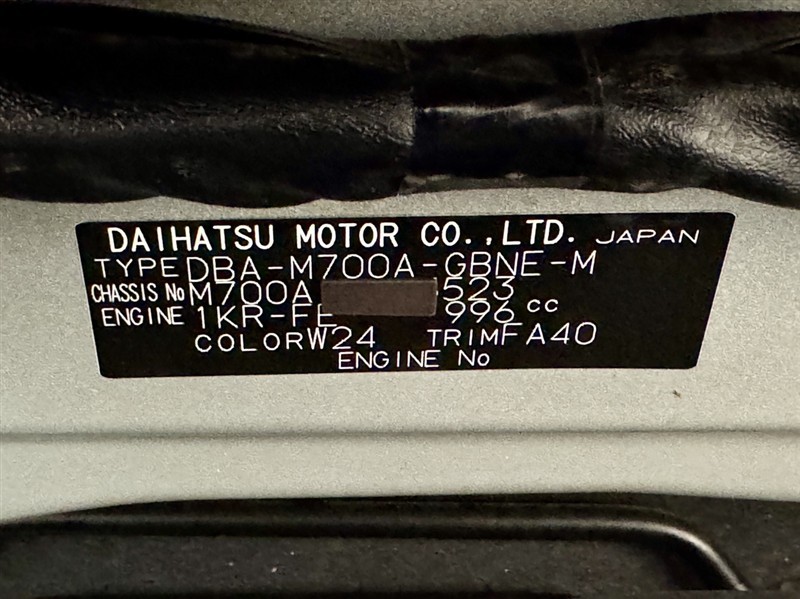 DAIHATSU MOTOR CO.,LTD. JAPAN
TYPE DBA-M700A-GBNE-M
CHASSIS No M700A 523
ENGINE 1KR-FE 996 cc
COLOR W24 TRIM FA40
ENGINE No